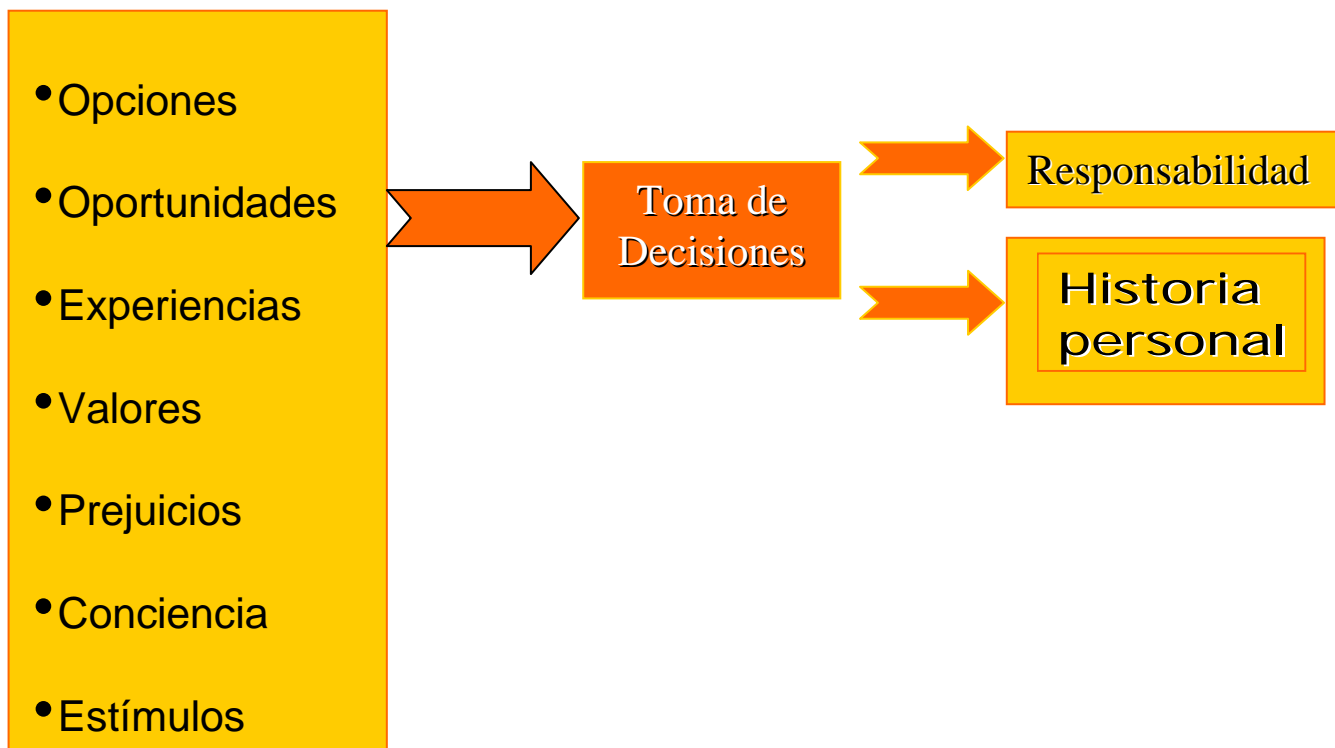 •Opciones
•Oportunidades
•Experiencias
•Valores
•Prejuicios
•Conciencia
•Estímulos
Toma de
Decisiones
Responsabilidad
Historia
personal